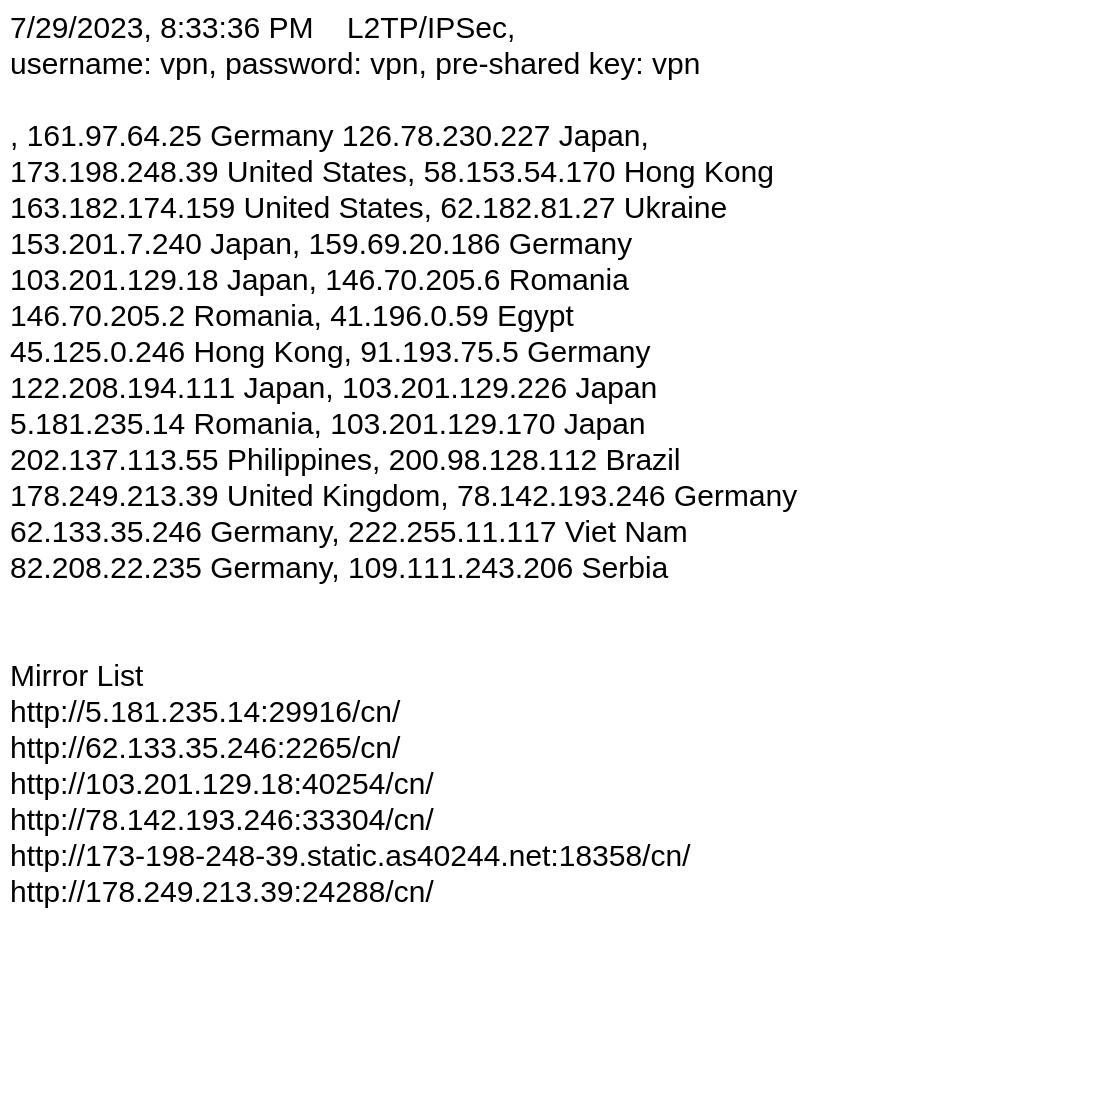 7/29/2023, 8:33:36 PM    L2TP/IPSec,
username: vpn, password: vpn, pre-shared key: vpn
, 161.97.64.25 Germany 126.78.230.227 Japan,
173.198.248.39 United States, 58.153.54.170 Hong Kong
163.182.174.159 United States, 62.182.81.27 Ukraine
153.201.7.240 Japan, 159.69.20.186 Germany
103.201.129.18 Japan, 146.70.205.6 Romania
146.70.205.2 Romania, 41.196.0.59 Egypt
45.125.0.246 Hong Kong, 91.193.75.5 Germany
122.208.194.111 Japan, 103.201.129.226 Japan
5.181.235.14 Romania, 103.201.129.170 Japan
202.137.113.55 Philippines, 200.98.128.112 Brazil
178.249.213.39 United Kingdom, 78.142.193.246 Germany
62.133.35.246 Germany, 222.255.11.117 Viet Nam
82.208.22.235 Germany, 109.111.243.206 Serbia
Mirror List
http://5.181.235.14:29916/cn/
http://62.133.35.246:2265/cn/
http://103.201.129.18:40254/cn/
http://78.142.193.246:33304/cn/
http://173-198-248-39.static.as40244.net:18358/cn/
http://178.249.213.39:24288/cn/